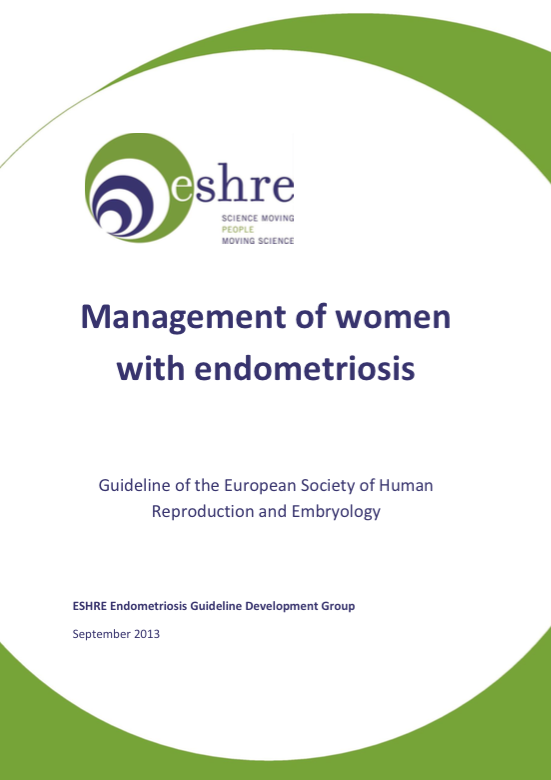 eshre
SCIENCE MOVING
PEOPLE
MOVING SCIENCE
Management of women
with endometriosis
Guideline of the European Society of Human
Reproduction and Embryology
ESHRE Endometriosis Guideline Development Group
September 2013